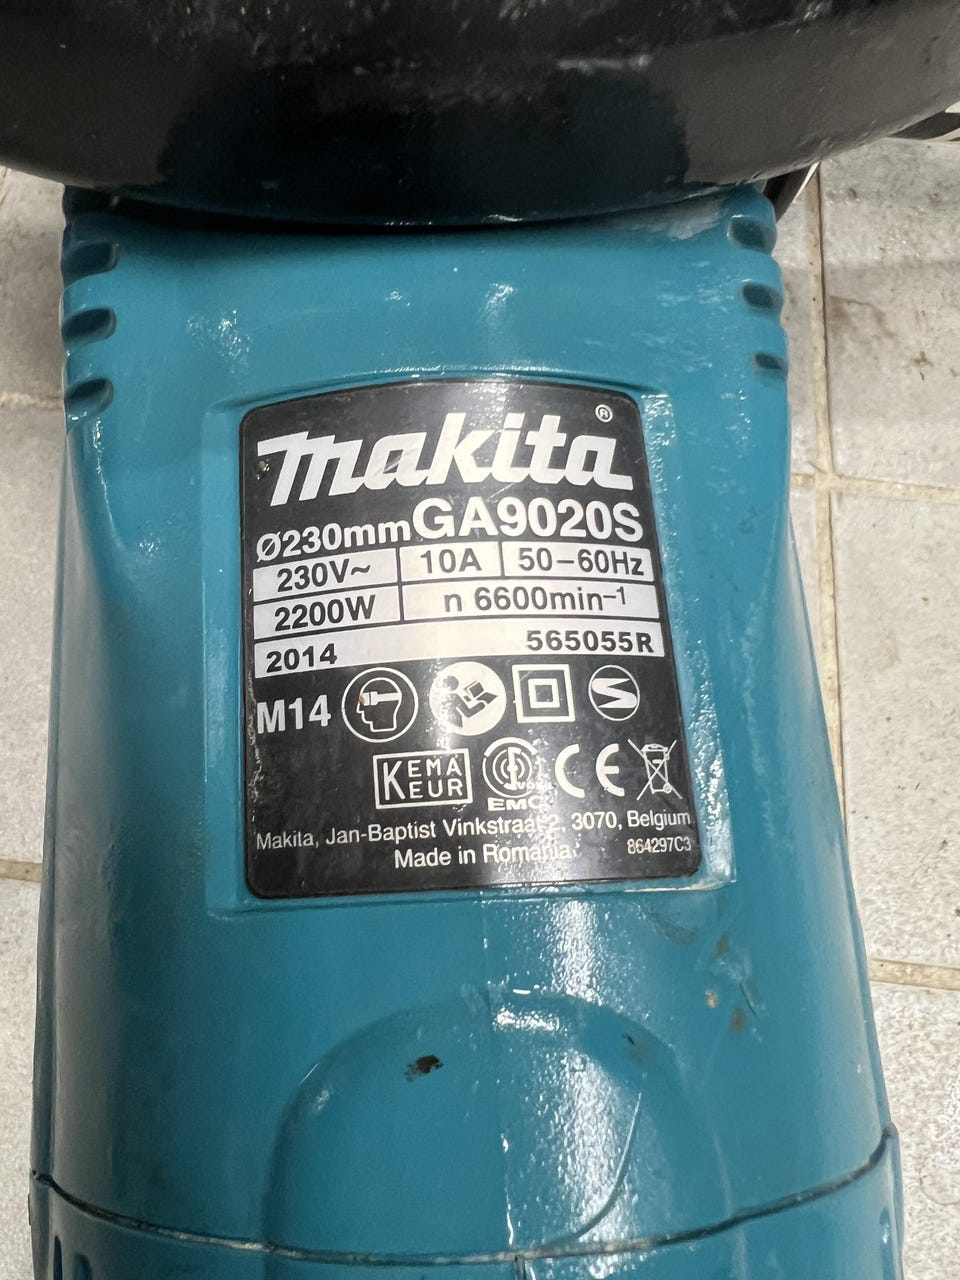 makita®
Ø230mm GA9020S
230V~ 10A 50-60Hz
2200W n 6600min-1
2014 565055R
M14
KEMA KEUR EMC CE
Makita, Jan-Baptist Vinkstraat 2, 3070, Belgium
Made in Romania 864297C3